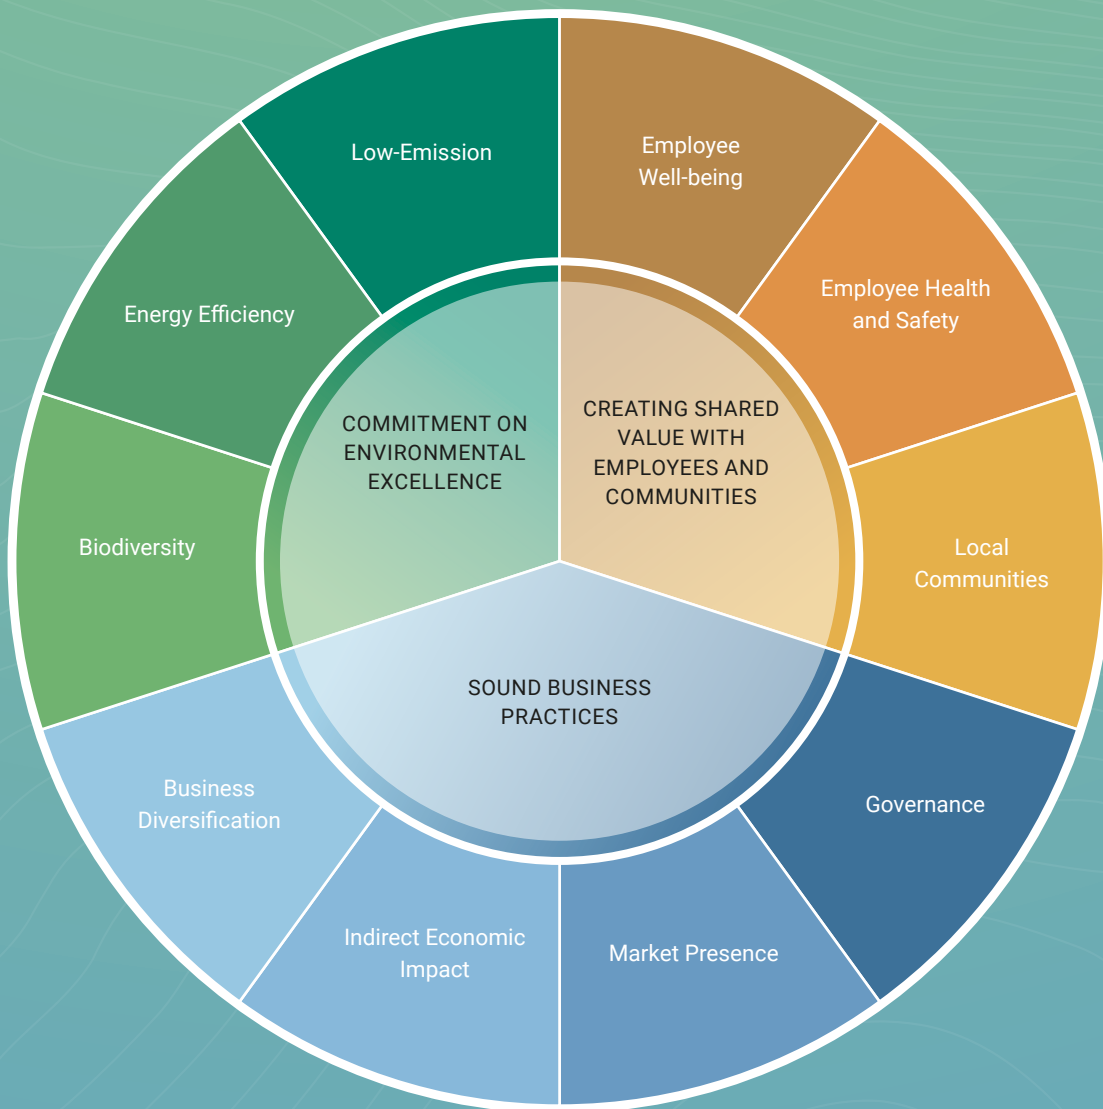 Low-Emission
Employee
Well-being
Energy Efficiency
Employee Health
and Safety
COMMITMENT ON
ENVIRONMENTAL
EXCELLENCE
CREATING SHARED
VALUE WITH
EMPLOYEES AND
COMMUNITIES
Biodiversity
Local
Communities
SOUND BUSINESS
PRACTICES
Business
Diversification
Governance
Indirect Economic
Impact
Market Presence